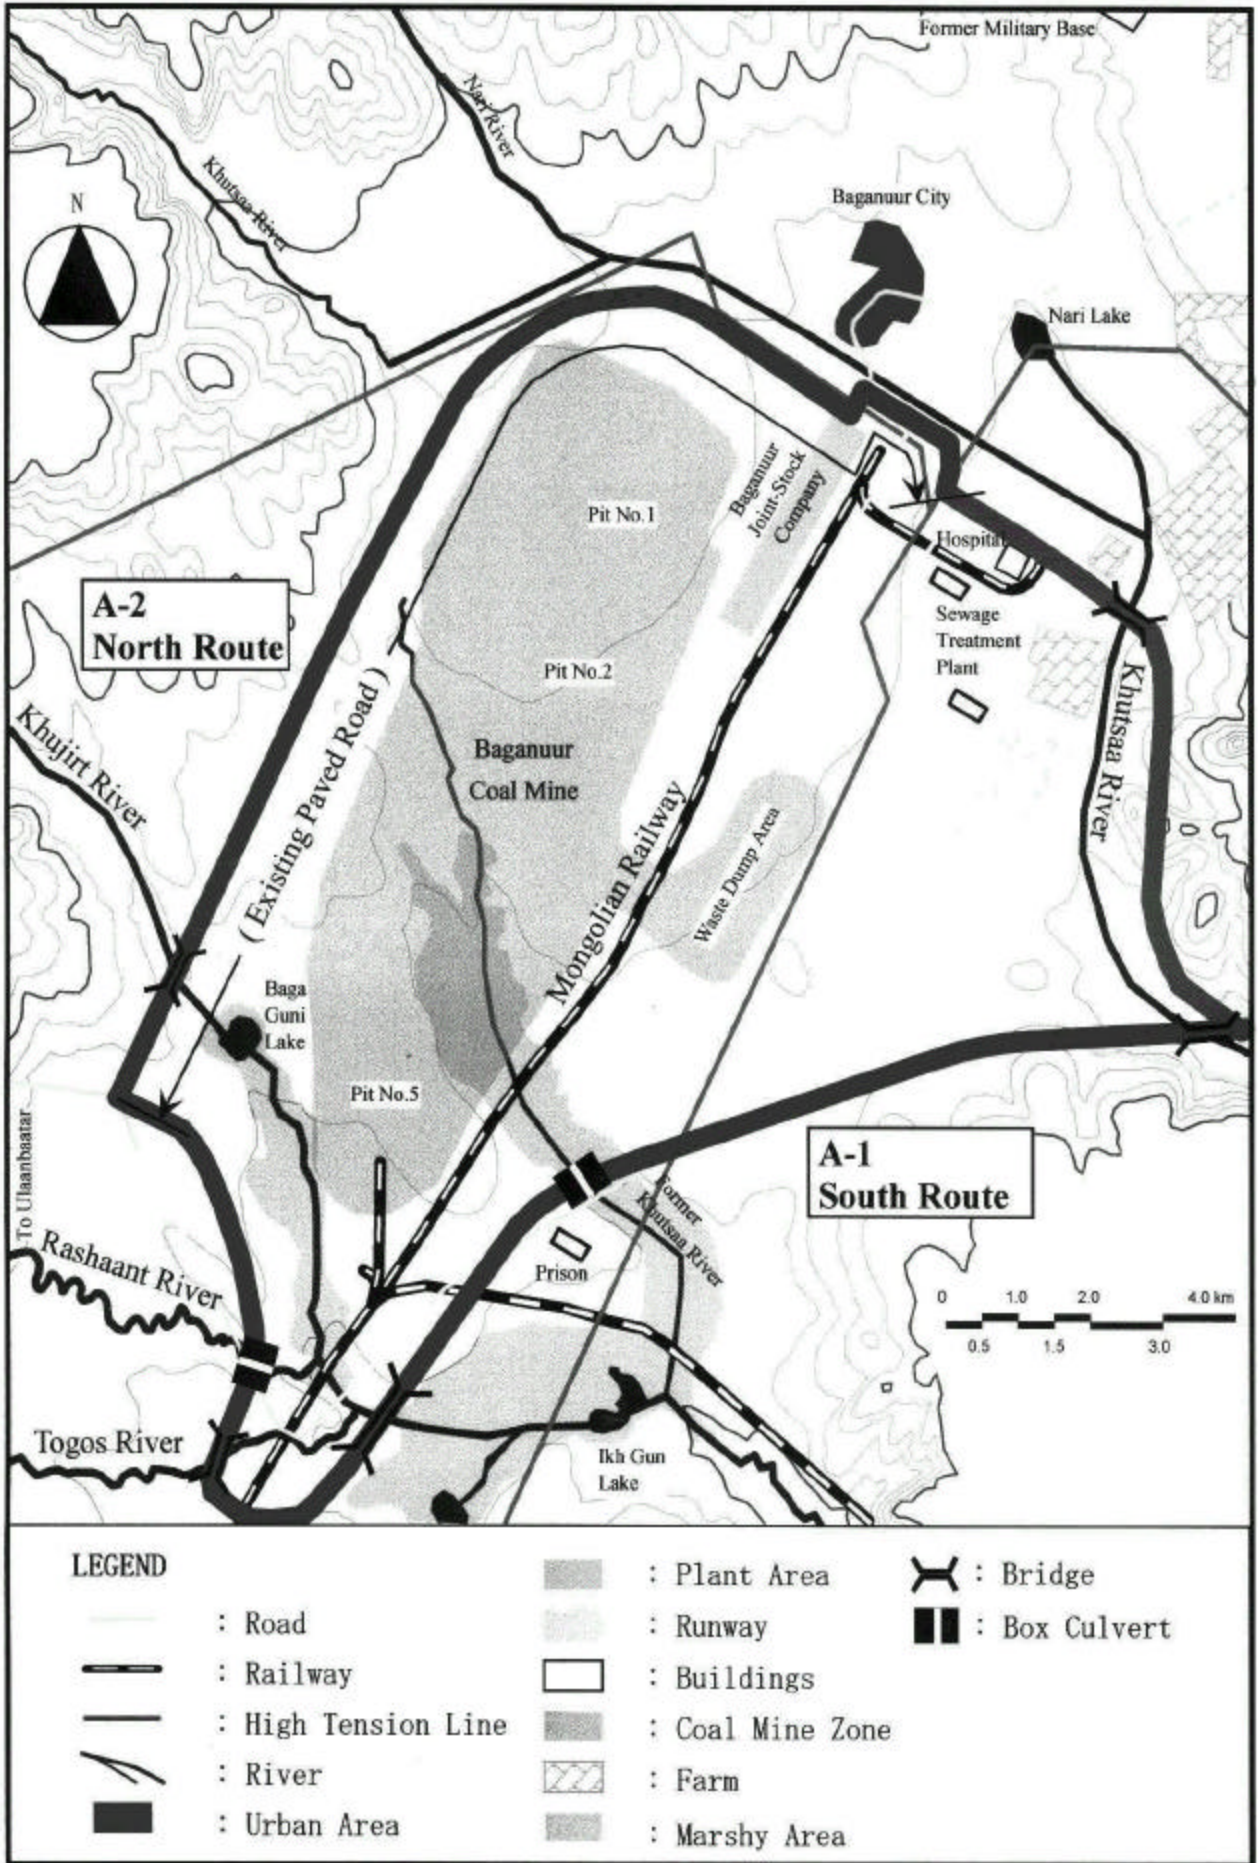 Former Military Base
Nari River
Khutsaa River
N
Baganuur City
Nari Lake
Baganuur
Joint-Stock
Company
Pit No.1
Hospital
A-2
North Route
Sewage
Treatment
Plant
Pit No.2
Khutsaa River
Khujirt River
( Existing Paved Road )
Baganuur
Coal Mine
Mongolian Railway
Waste Dump Area
Baga
Guni
Lake
Pit No.5
To Ulaanbaatar
A-1
South Route
Former
Khutsaa River
Rashaant River
Prison
0 1.0 2.0 4.0 km
0.5 1.5 3.0
Togos River
Ikh Gun
Lake
LEGEND
: Road
: Railway
: High Tension Line
: River
: Urban Area
: Plant Area
: Runway
: Buildings
: Coal Mine Zone
: Farm
: Marshy Area
: Bridge
: Box Culvert